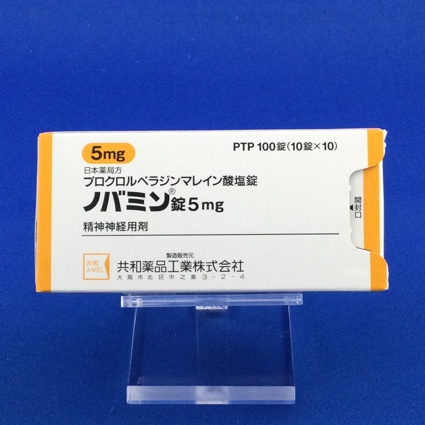 5mg
PTP 100錠(10錠×10)
日本薬局方
プロクロルペラジンマレイン酸塩錠
ノバミン®錠5mg
精神神経用剤
開封口
製造販売元
共和薬品工業株式会社
大阪市北区中之島3-2-4
共和
AMEL